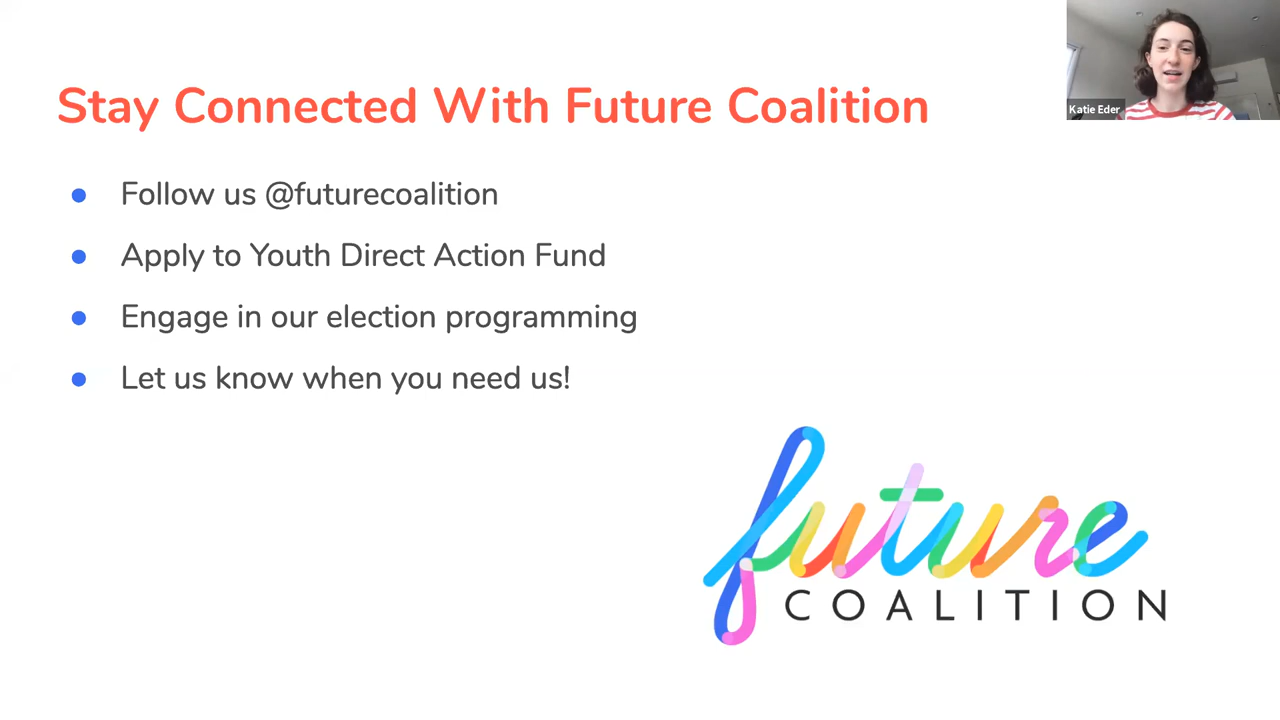 Stay Connected With Future Coalition
Katie Eder
● Follow us @futurecoalition
● Apply to Youth Direct Action Fund
● Engage in our election programming
● Let us know when you need us!
future
COALITION